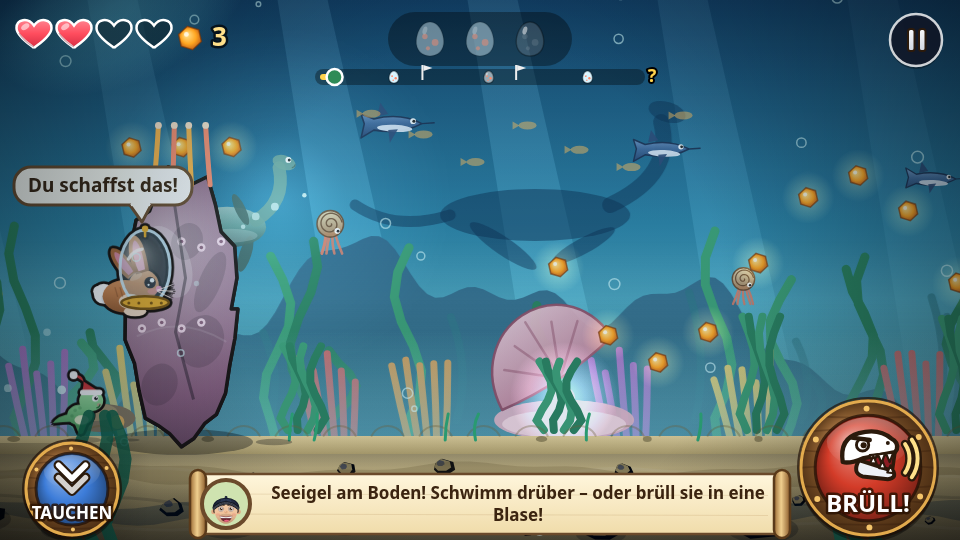 3
?
Du schaffst das!
TAUCHEN
Seeigel am Boden! Schwimm drüber – oder brüll sie in eine
Blase!
BRÜLL!